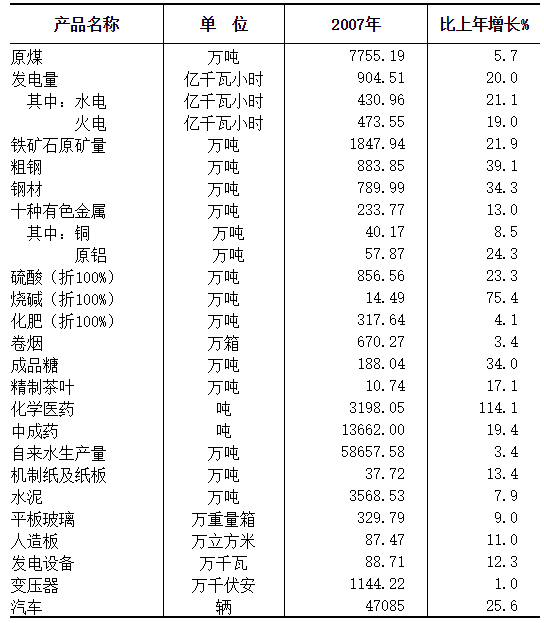 产品名称 单 位 2007年 比上年增长%
原煤 万吨 7755.19 5.7
发电量 亿千瓦小时 904.51 20.0
其中：水电 亿千瓦小时 430.96 21.1
火电 亿千瓦小时 473.55 19.0
铁矿石原矿量 万吨 1847.94 21.9
粗钢 万吨 883.85 39.1
钢材 万吨 789.99 34.3
十种有色金属 万吨 233.77 13.0
其中：铜 万吨 40.17 8.5
原铝 万吨 57.87 24.3
硫酸（折100%） 万吨 856.56 23.3
烧碱（折100%） 万吨 14.49 75.4
化肥（折100%） 万吨 317.64 4.1
卷烟 万箱 670.27 3.4
成品糖 万吨 188.04 34.0
精制茶叶 万吨 10.74 17.1
化学医药 吨 3198.05 114.1
中成药 吨 13662.00 19.4
自来水生产量 万吨 58657.58 3.4
机制纸及纸板 万吨 37.72 13.4
水泥 万吨 3568.53 7.9
平板玻璃 万重量箱 329.79 9.0
人造板 万立方米 87.47 11.0
发电设备 万千瓦 88.71 12.3
变压器 万千伏安 1144.22 1.0
汽车 辆 47085 25.6